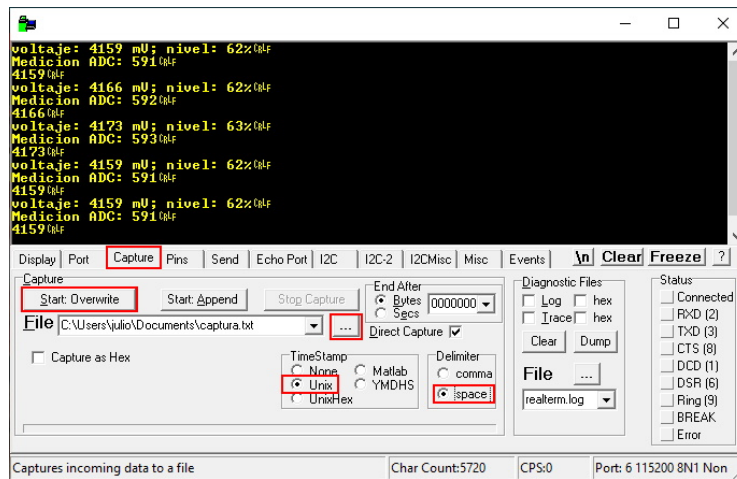 voltaje: 4159 mV; nivel: 62%CRLF
Medicion ADC: 591CRLF
4159CRLF
voltaje: 4166 mV; nivel: 62%CRLF
Medicion ADC: 592CRLF
4166CRLF
voltaje: 4173 mV; nivel: 63%CRLF
Medicion ADC: 593CRLF
4173CRLF
voltaje: 4159 mV; nivel: 62%CRLF
Medicion ADC: 591CRLF
4159CRLF
voltaje: 4159 mV; nivel: 62%CRLF
Medicion ADC: 591CRLF
4159CRLF
Display Port Capture Pins Send Echo Port I2C I2C-2 I2CMisc Misc Events \n Clear Freeze ?
Capture
Start: Overwrite Start: Append Stop Capture
File C:\Users\julio\Documents\captura.txt ...
Capture as Hex
End After
Bytes 0000000
Secs
Direct Capture
TimeStamp
None Matlab
Unix YMDHS
UnixHex
Delimiter
comma
space
Diagnostic Files
Log hex
Trace hex
Clear Dump
File ...
realterm.log
Status
Connected
RXD (2)
TXD (3)
CTS (8)
DCD (1)
DSR (6)
Ring (9)
BREAK
Error
Captures incoming data to a file Char Count:5720 CPS:0 Port: 6 115200 8N1 Non